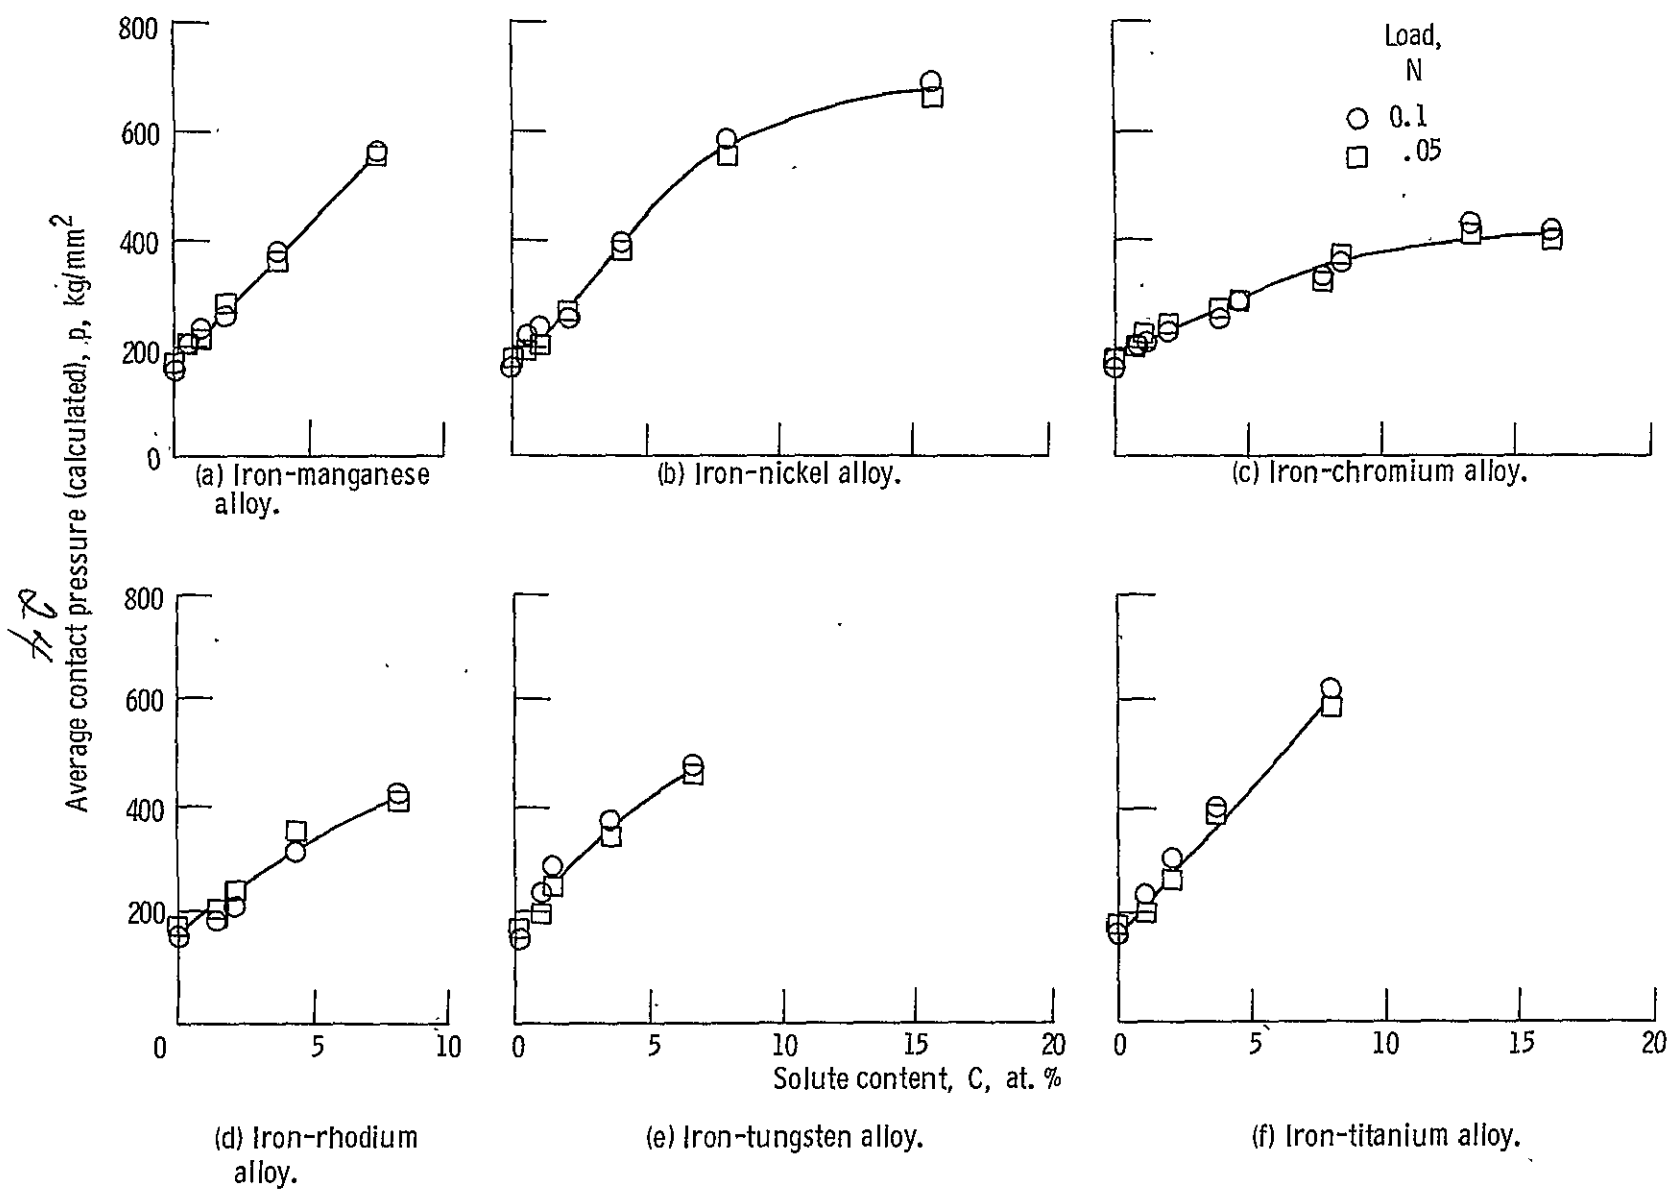 800
600
400
200
0
Load,
N
0.1
.05
(a) Iron-manganese
alloy.
(b) Iron-nickel alloy.
(c) Iron-chromium alloy.
Average contact pressure (calculated), p, kg/mm²
800
600
400
200
0 5 10
0 5 10 15 20
0 5 10 15 20
Solute content, C, at. %
(d) Iron-rhodium
alloy.
(e) Iron-tungsten alloy.
(f) Iron-titanium alloy.